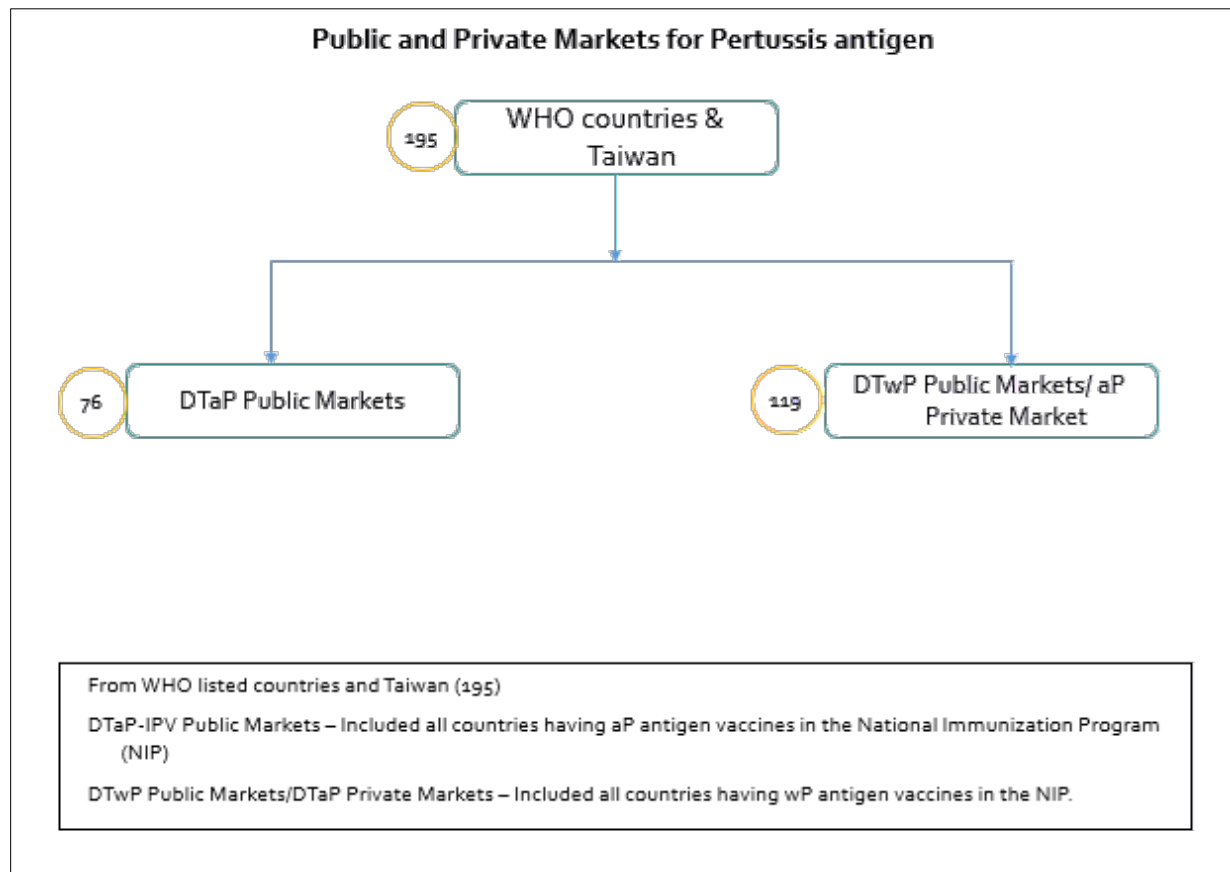 Public and Private Markets for Pertussis antigen
195
WHO countries &
Taiwan
76
DTaP Public Markets
119
DTwP Public Markets/ aP
Private Market
From WHO listed countries and Taiwan (195)
DTaP-IPV Public Markets – Included all countries having aP antigen vaccines in the National Immunization Program
(NIP)
DTwP Public Markets/DTaP Private Markets – Included all countries having wP antigen vaccines in the NIP.